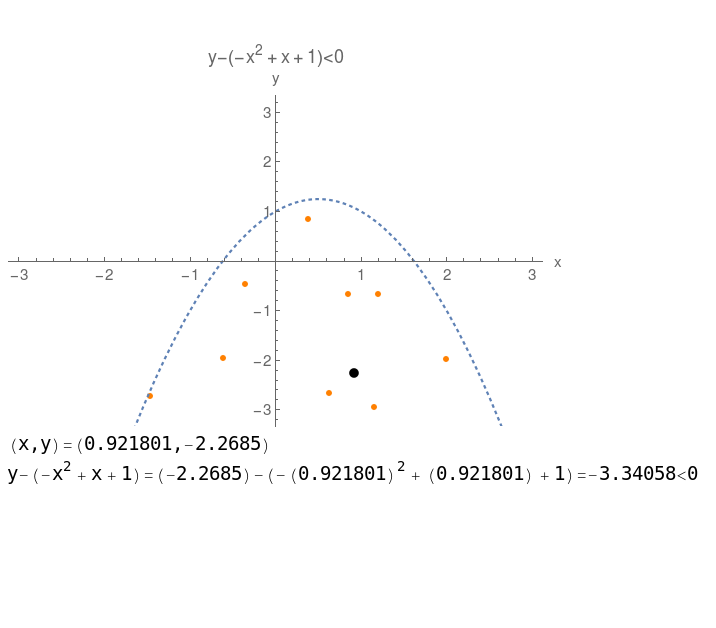 y−(−x²+x+1)<0
y
3
2
1
−3 −2 −1 1 2 3 x
−1
−2
−3
(x,y)=(0.921801,-2.2685)
y-(-x²+x+1)=(-2.2685)-(-(0.921801)²+(0.921801)+1)=-3.34058<0